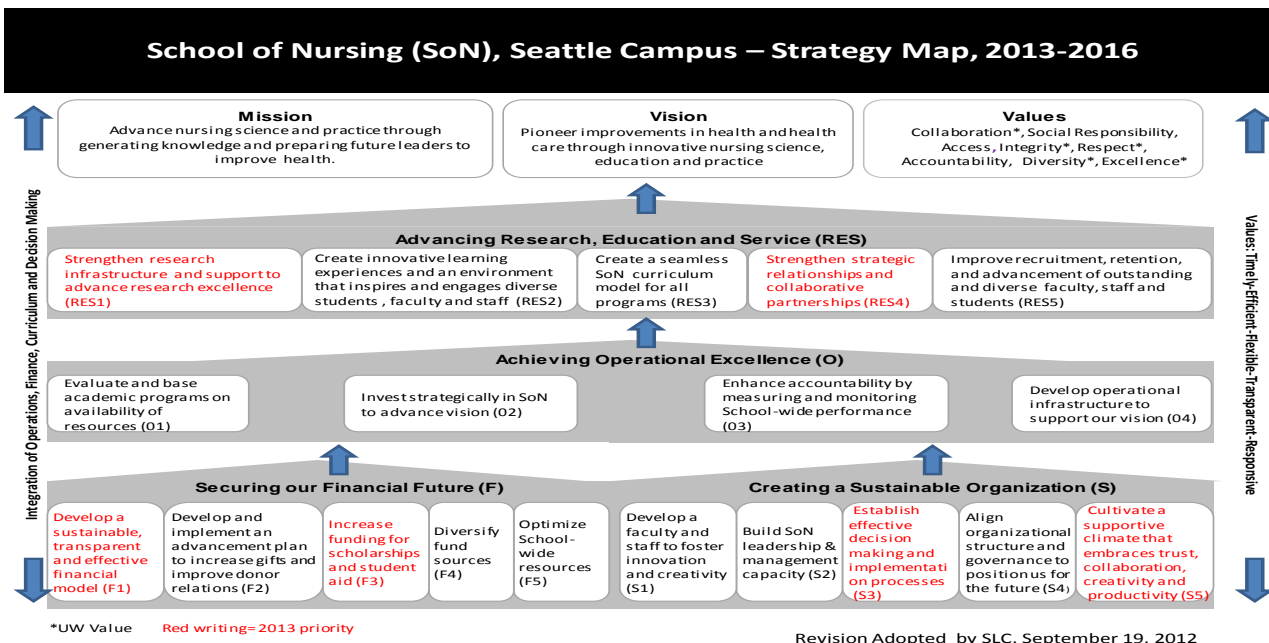 School of Nursing (SoN), Seattle Campus – Strategy Map, 2013-2016
Mission
Advance nursing science and practice through
generating knowledge and preparing future leaders to
improve health.
Vision
Pioneer improvements in health and health
care through innovative nursing science,
education and practice
Values
Collaboration*, Social Responsibility,
Access, Integrity*, Respect*,
Accountability, Diversity*, Excellence*
Integration of Operations, Finance, Curriculum and Decision Making
Values: Timely-Efficient-Flexible-Transparent-Responsive
Advancing Research, Education and Service (RES)
Strengthen research
infrastructure and support to
advance research excellence
(RES1)
Create innovative learning
experiences and an environment
that inspires and engages diverse
students , faculty and staff (RES2)
Create a seamless
SoN curriculum
model for all
programs (RES3)
Strengthen strategic
relationships and
collaborative
partnerships (RES4)
Improve recruitment, retention,
and advancement of outstanding
and diverse faculty, staff and
students (RES5)
Achieving Operational Excellence (O)
Evaluate and base
academic programs on
availability of
resources (01)
Invest strategically in SoN
to advance vision (02)
Enhance accountability by
measuring and monitoring
School-wide performance
(03)
Develop operational
infrastructure to
support our vision (04)
Securing our Financial Future (F)
Develop a
sustainable,
transparent
and effective
financial
model (F1)
Develop and
implement an
advancement plan
to increase gifts and
improve donor
relations (F2)
Increase
funding for
scholarships
and student
aid (F3)
Diversify
fund
sources
(F4)
Optimize
School-
wide
resources
(F5)
Creating a Sustainable Organization (S)
Develop a
faculty and
staff to foster
innovation
and creativity
(S1)
Build SoN
leadership &
management
capacity (S2)
Establish
effective
decision
making and
implementati
on processes
(S3)
Align
organizational
structure and
governance to
position us for
the future (S4)
Cultivate a
supportive
climate that
embraces trust,
collaboration,
creativity and
productivity (S5)
*UW Value
Red writing= 2013 priority
Revision Adopted by SLC, September 19, 2012